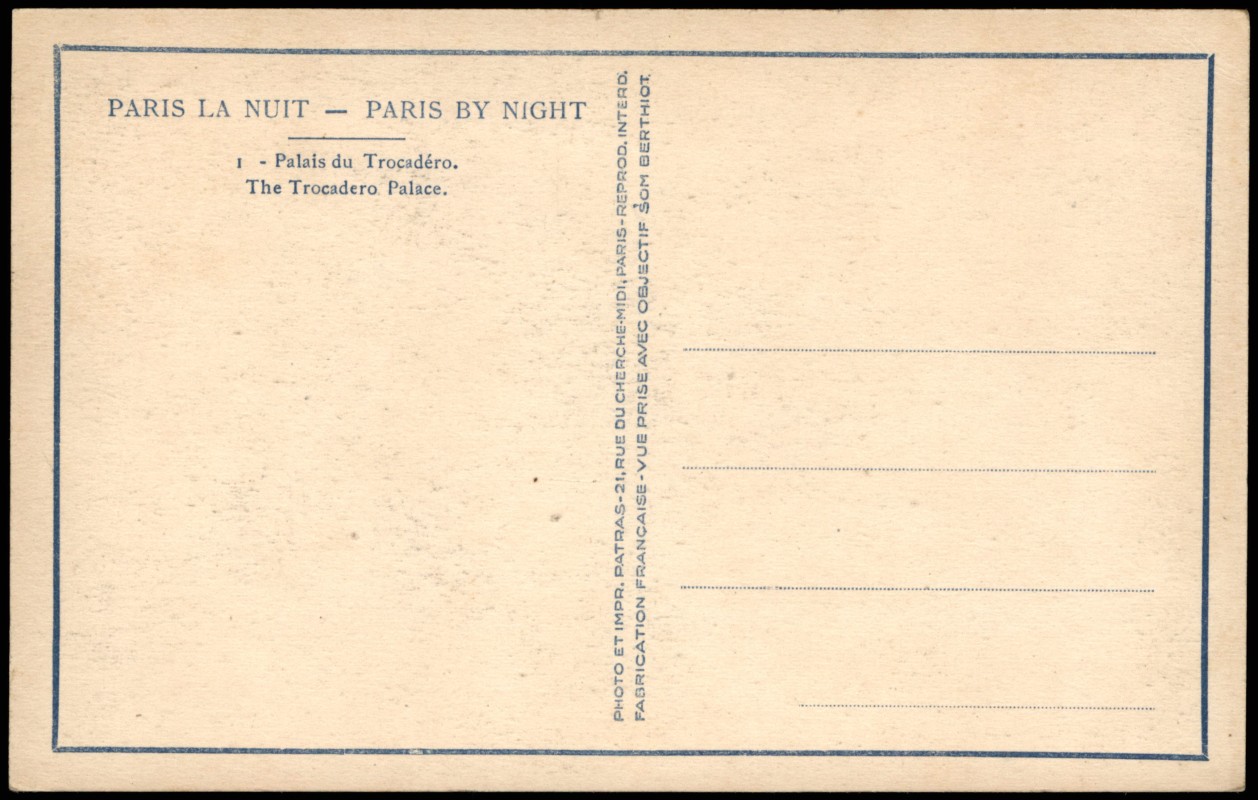 PARIS LA NUIT — PARIS BY NIGHT
1 - Palais du Trocadéro.
The Trocadero Palace.
PHOTO ET IMPR. PATRAS - 21, RUE DU CHERCHE-MIDI, PARIS - REPROD. INTERD.
FABRICATION FRANÇAISE - VUE PRISE AVEC OBJECTIF SOM BERTHIOT